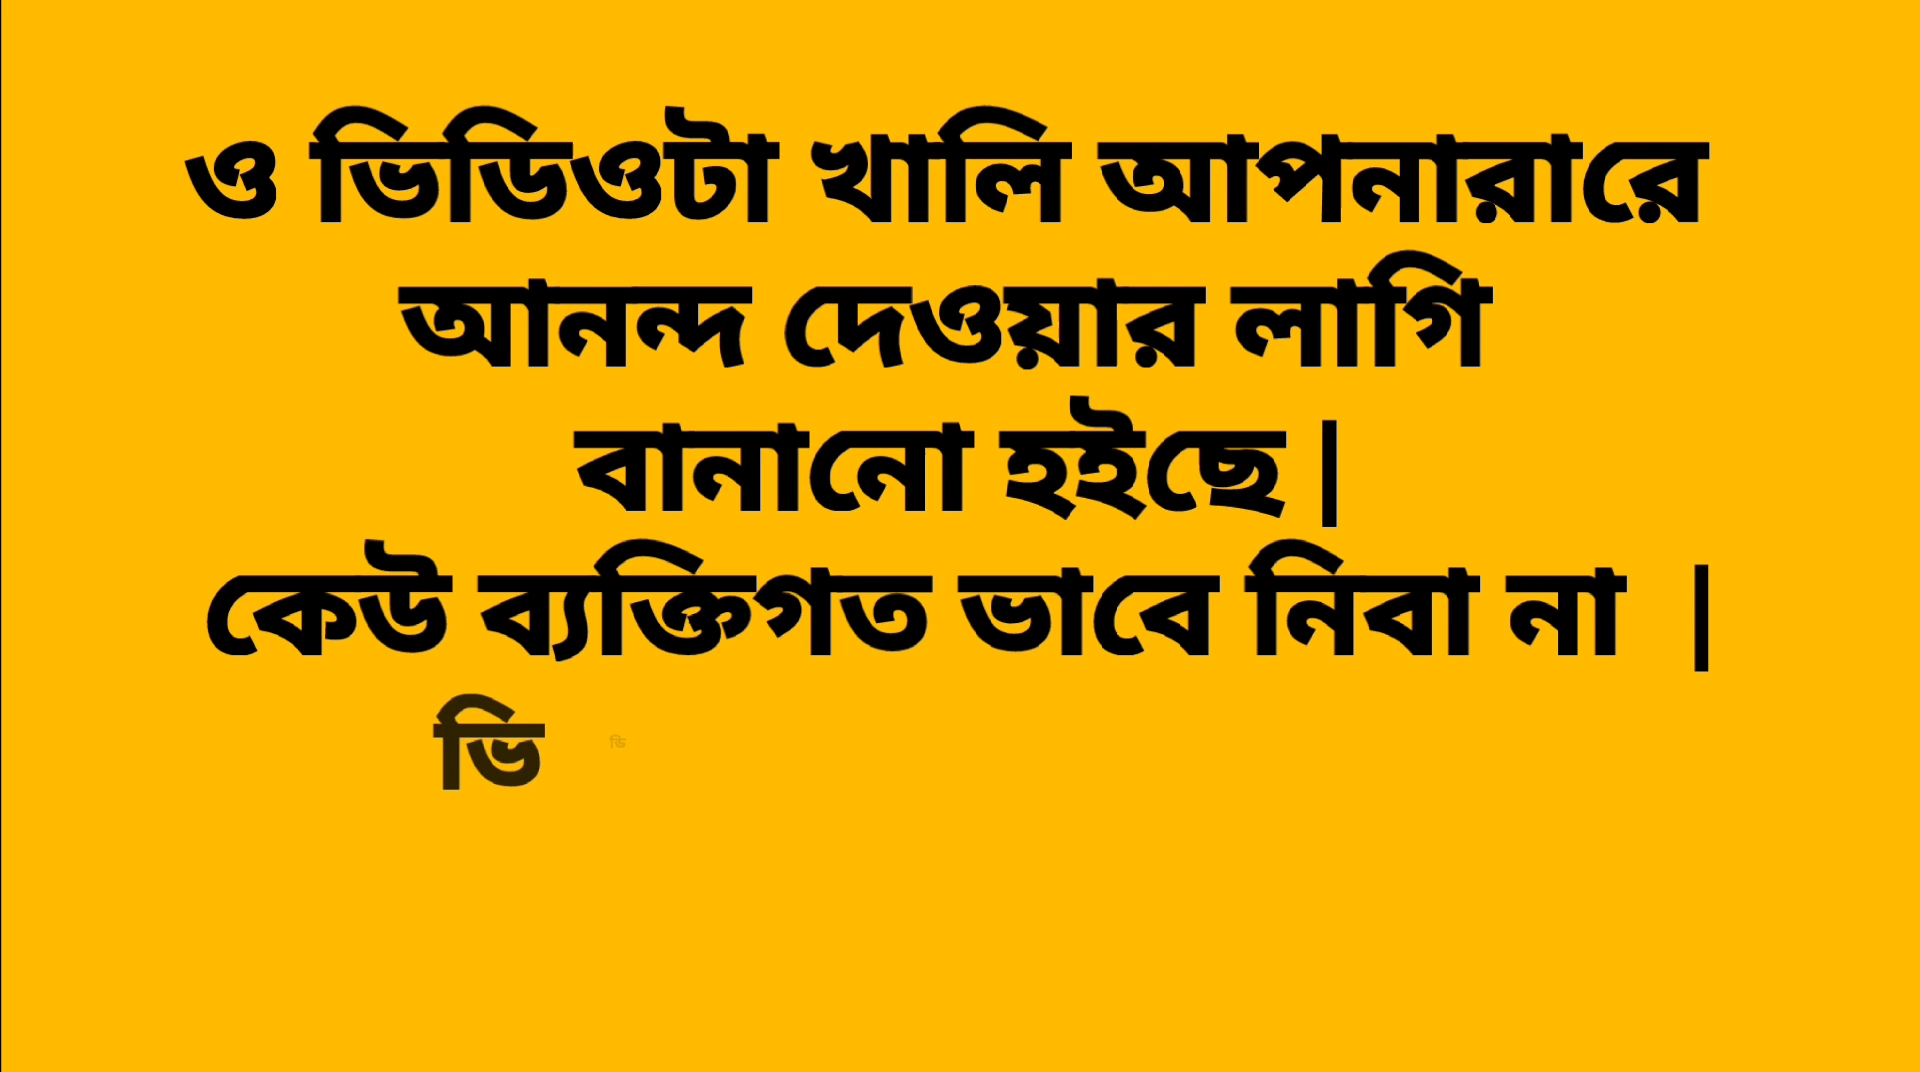 ও ভিডিওটা খালি আপনারারে
আনন্দ দেওয়ার লাগি
বানানো হইছে|
কেউ ব্যক্তিগত ভাবে নিবা না |
ভি ডি